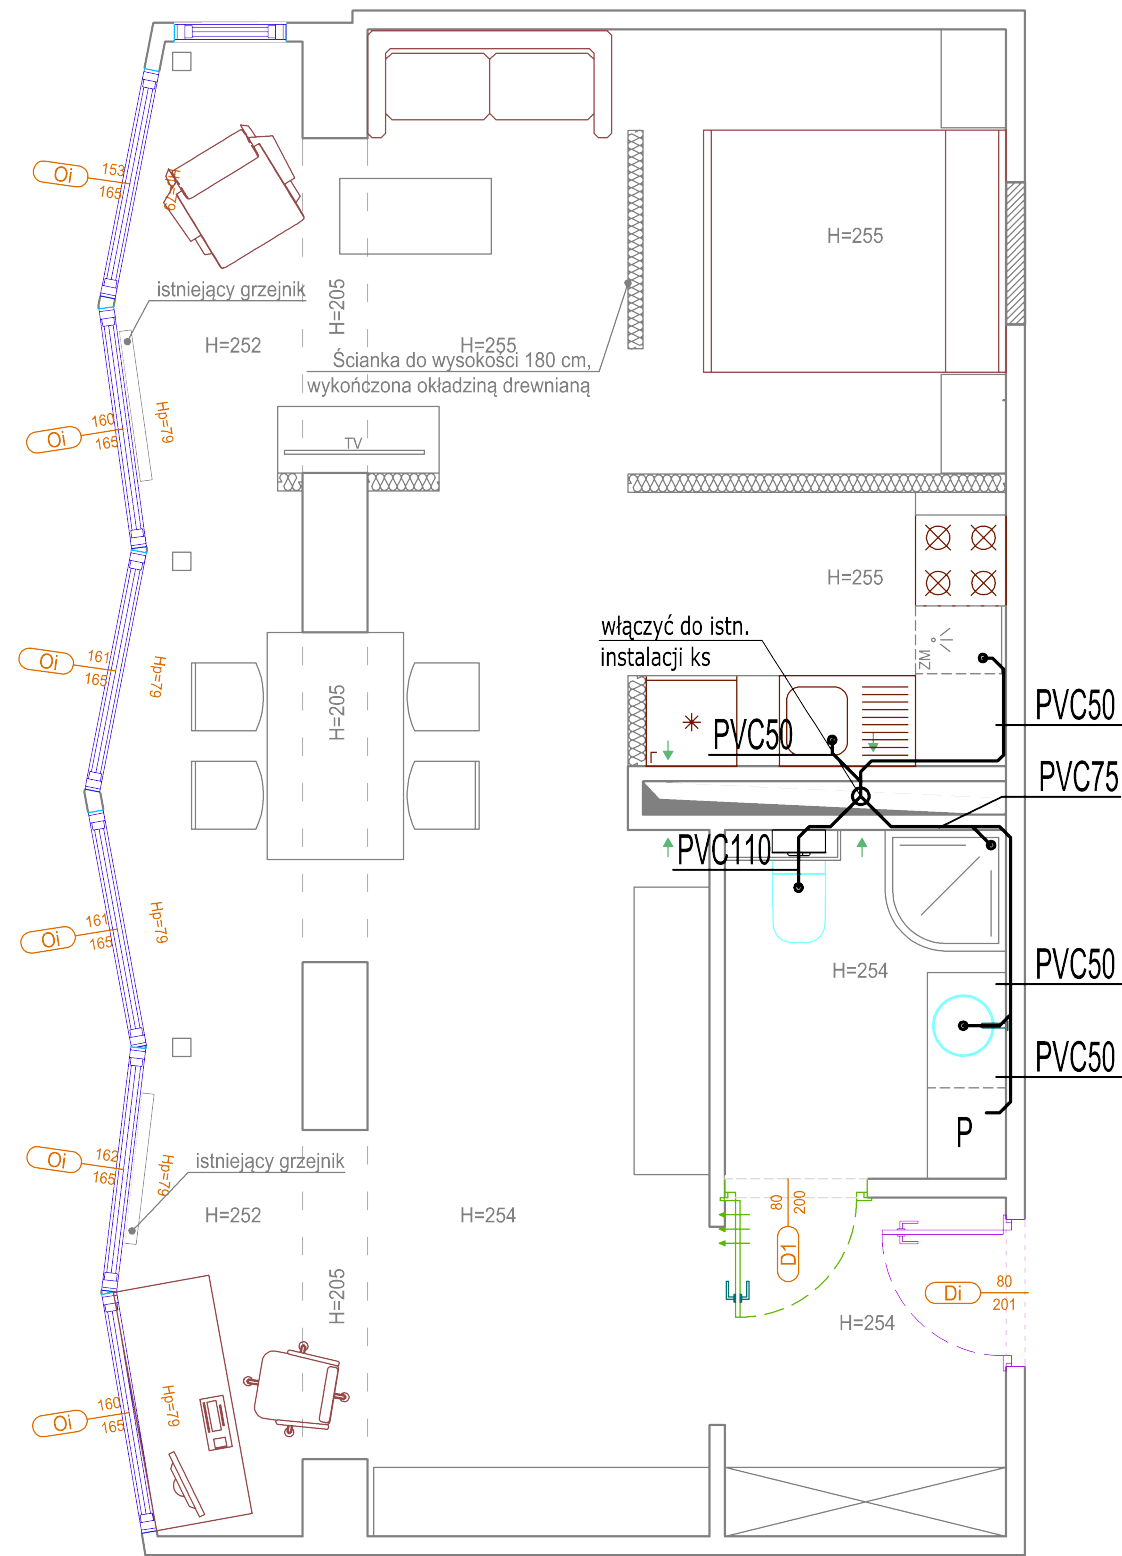 Oi
153
165
Hp=79
istniejący grzejnik
H=252
H=205
H=255
Ścianka do wysokości 180 cm,
wykończona okładziną drewnianą
H=255
Oi
160
165
Hp=79
TV
H=255
włączyć do istn.
instalacji ks
ZM
Oi
161
165
Hp=79
H=205
PVC50
PVC50
PVC75
PVC110
Oi
161
165
Hp=79
H=254
PVC50
PVC50
P
Oi
162
165
Hp=79
istniejący grzejnik
H=252
H=254
H=205
80
200
D1
Di
80
201
H=254
Oi
160
165
Hp=79